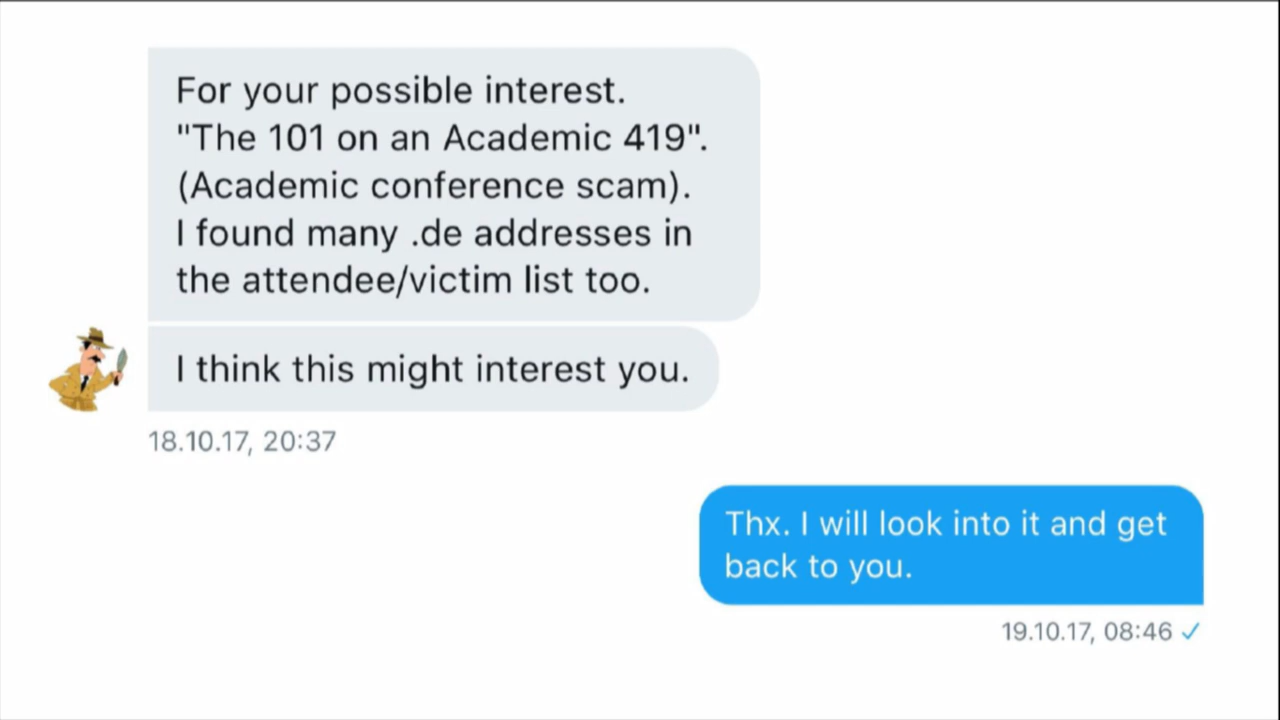 For your possible interest.
"The 101 on an Academic 419".
(Academic conference scam).
I found many .de addresses in
the attendee/victim list too.
I think this might interest you.
18.10.17, 20:37
Thx. I will look into it and get
back to you.
19.10.17, 08:46 ✓